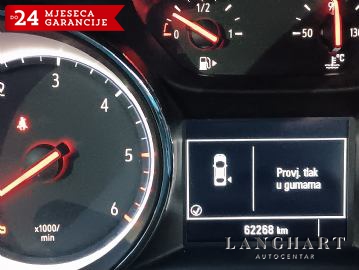 DO 24 MJESECA
GARANCIJE
0
1/2
1
50
90
130
°C
3
4
5
6
x1000/
min
Provj. tlak
u gumama
62268 km
LANGHART
AUTOCENTAR